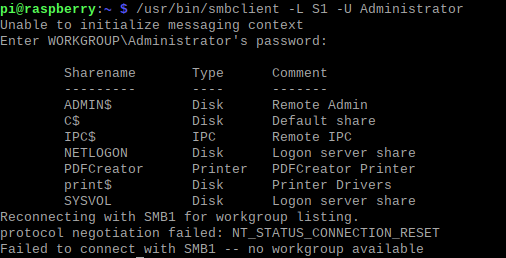 pi@raspberry:~ $ /usr/bin/smbclient -L S1 -U Administrator
Unable to initialize messaging context
Enter WORKGROUP\Administrator's password:
Sharename Type Comment
--------- ---- -------
ADMIN$ Disk Remote Admin
C$ Disk Default share
IPC$ IPC Remote IPC
NETLOGON Disk Logon server share
PDFCreator Printer PDFCreator Printer
print$ Disk Printer Drivers
SYSVOL Disk Logon server share
Reconnecting with SMB1 for workgroup listing.
protocol negotiation failed: NT_STATUS_CONNECTION_RESET
Failed to connect with SMB1 -- no workgroup available